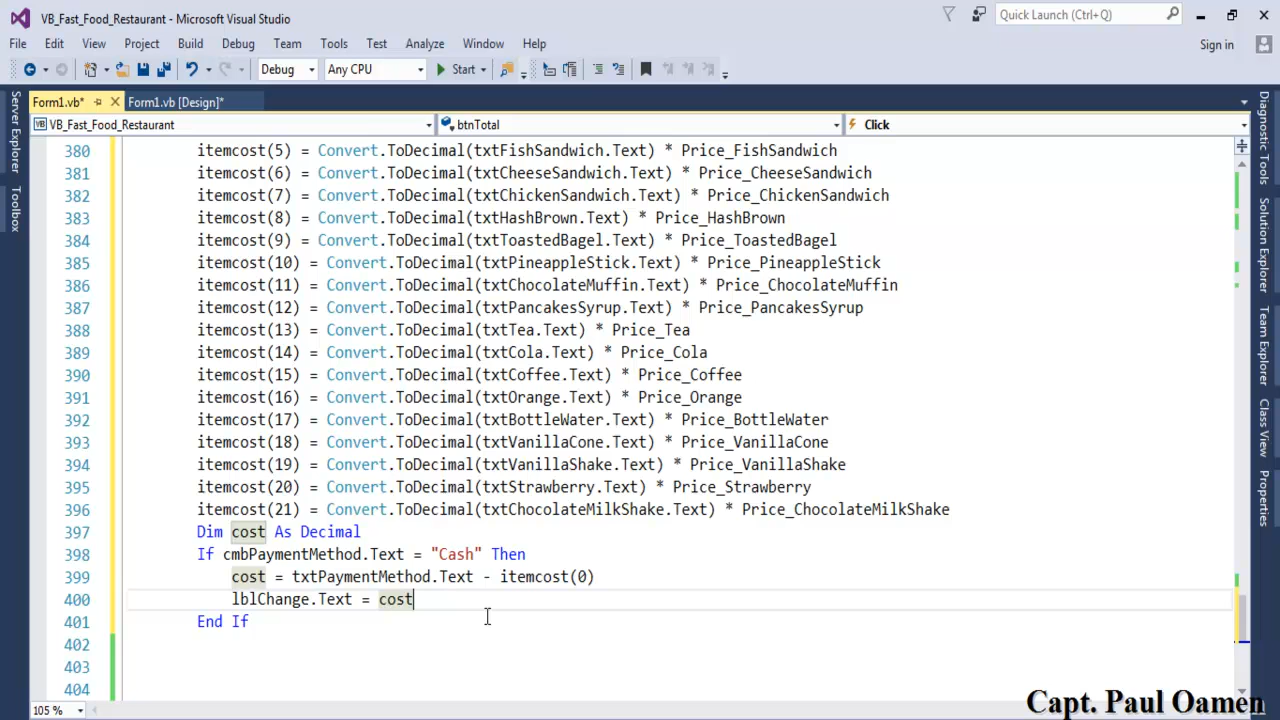 VB_Fast_Food_Restaurant - Microsoft Visual Studio
Quick Launch (Ctrl+Q)
File Edit View Project Build Debug Team Tools Test Analyze Window Help
Sign in
Debug Any CPU Start
Form1.vb* Form1.vb [Design]*
VB_Fast_Food_Restaurant btnTotal Click
380 itemcost(5) = Convert.ToDecimal(txtFishSandwich.Text) * Price_FishSandwich
381 itemcost(6) = Convert.ToDecimal(txtCheeseSandwich.Text) * Price_CheeseSandwich
382 itemcost(7) = Convert.ToDecimal(txtChickenSandwich.Text) * Price_ChickenSandwich
383 itemcost(8) = Convert.ToDecimal(txtHashBrown.Text) * Price_HashBrown
384 itemcost(9) = Convert.ToDecimal(txtToastedBagel.Text) * Price_ToastedBagel
385 itemcost(10) = Convert.ToDecimal(txtPineappleStick.Text) * Price_PineappleStick
386 itemcost(11) = Convert.ToDecimal(txtChocolateMuffin.Text) * Price_ChocolateMuffin
387 itemcost(12) = Convert.ToDecimal(txtPancakesSyrup.Text) * Price_PancakesSyrup
388 itemcost(13) = Convert.ToDecimal(txtTea.Text) * Price_Tea
389 itemcost(14) = Convert.ToDecimal(txtCola.Text) * Price_Cola
390 itemcost(15) = Convert.ToDecimal(txtCoffee.Text) * Price_Coffee
391 itemcost(16) = Convert.ToDecimal(txtOrange.Text) * Price_Orange
392 itemcost(17) = Convert.ToDecimal(txtBottleWater.Text) * Price_BottleWater
393 itemcost(18) = Convert.ToDecimal(txtVanillaCone.Text) * Price_VanillaCone
394 itemcost(19) = Convert.ToDecimal(txtVanillaShake.Text) * Price_VanillaShake
395 itemcost(20) = Convert.ToDecimal(txtStrawberry.Text) * Price_Strawberry
396 itemcost(21) = Convert.ToDecimal(txtChocolateMilkShake.Text) * Price_ChocolateMilkShake
397 Dim cost As Decimal
398 If cmbPaymentMethod.Text = "Cash" Then
399 cost = txtPaymentMethod.Text - itemcost(0)
400 lblChange.Text = cost
401 End If
402
403
404
105 %
Server Explorer
Toolbox
Diagnostic Tools
Solution Explorer
Team Explorer
Class View
Properties
Capt. Paul Oamen